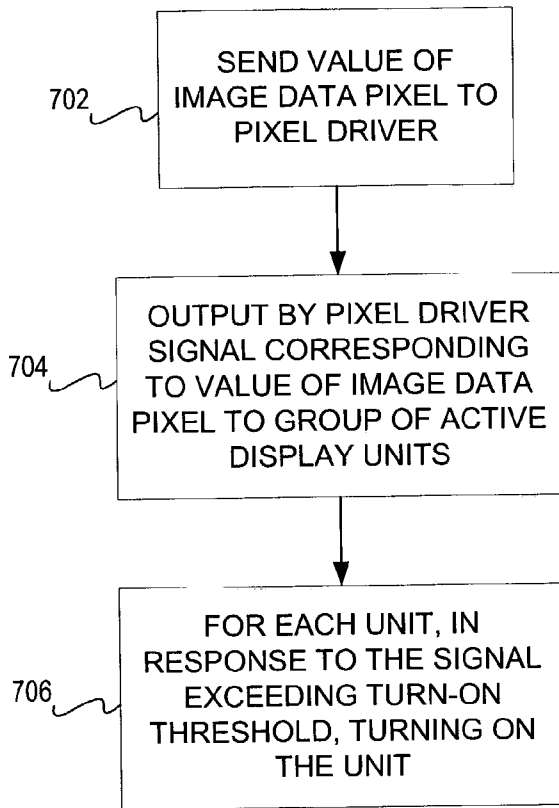 702
SEND VALUE OF
IMAGE DATA PIXEL TO
PIXEL DRIVER
704
OUTPUT BY PIXEL DRIVER
SIGNAL CORRESPONDING
TO VALUE OF IMAGE DATA
PIXEL TO GROUP OF ACTIVE
DISPLAY UNITS
706
FOR EACH UNIT, IN
RESPONSE TO THE SIGNAL
EXCEEDING TURN-ON
THRESHOLD, TURNING ON
THE UNIT